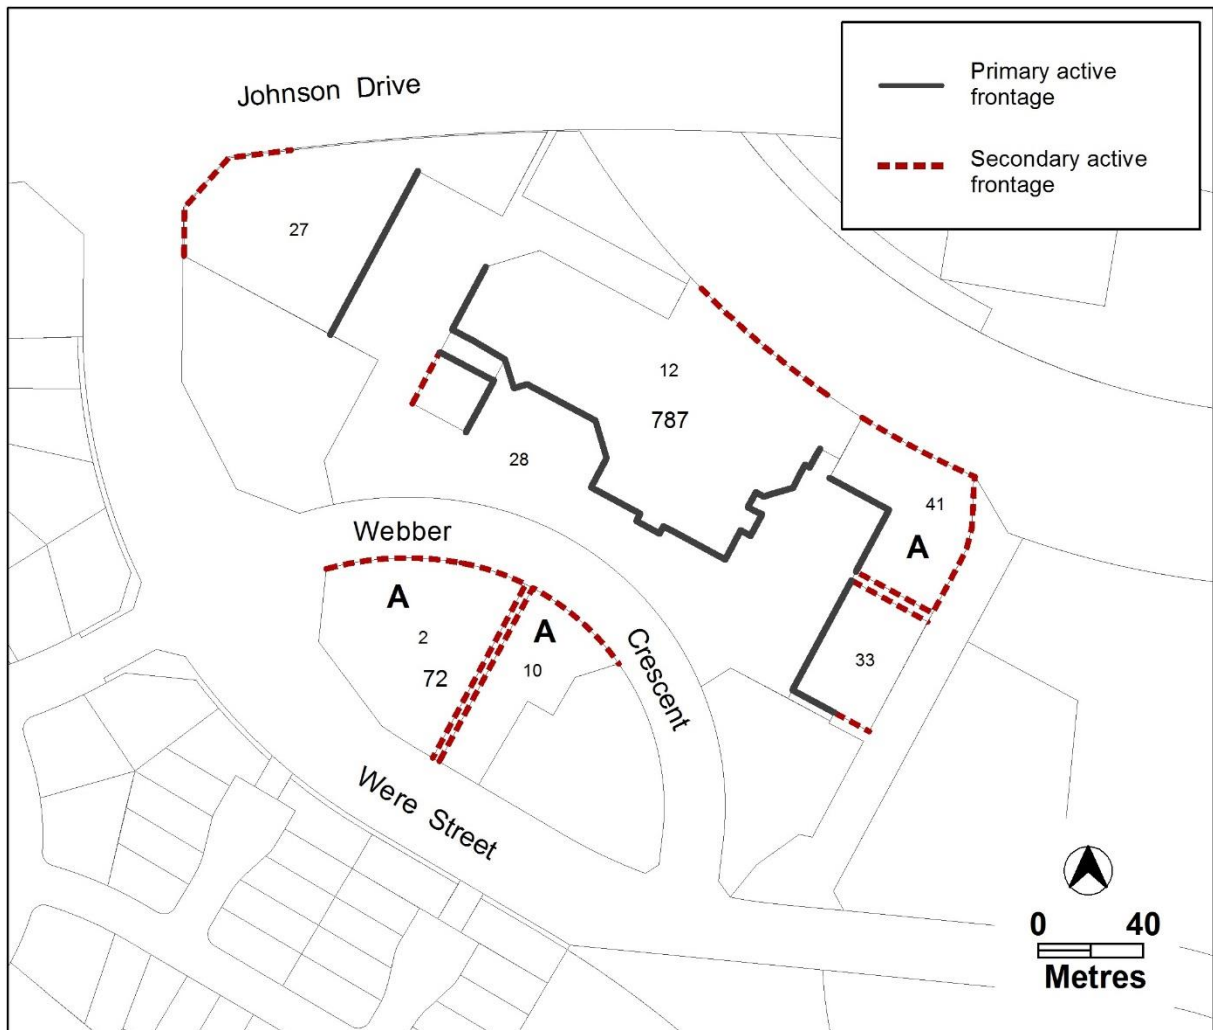 Johnson Drive
Primary active
frontage
Secondary active
frontage
27
12
787
28
41
A
Webber
A
2
72
A
10
Crescent
33
Were Street
0 40
Metres